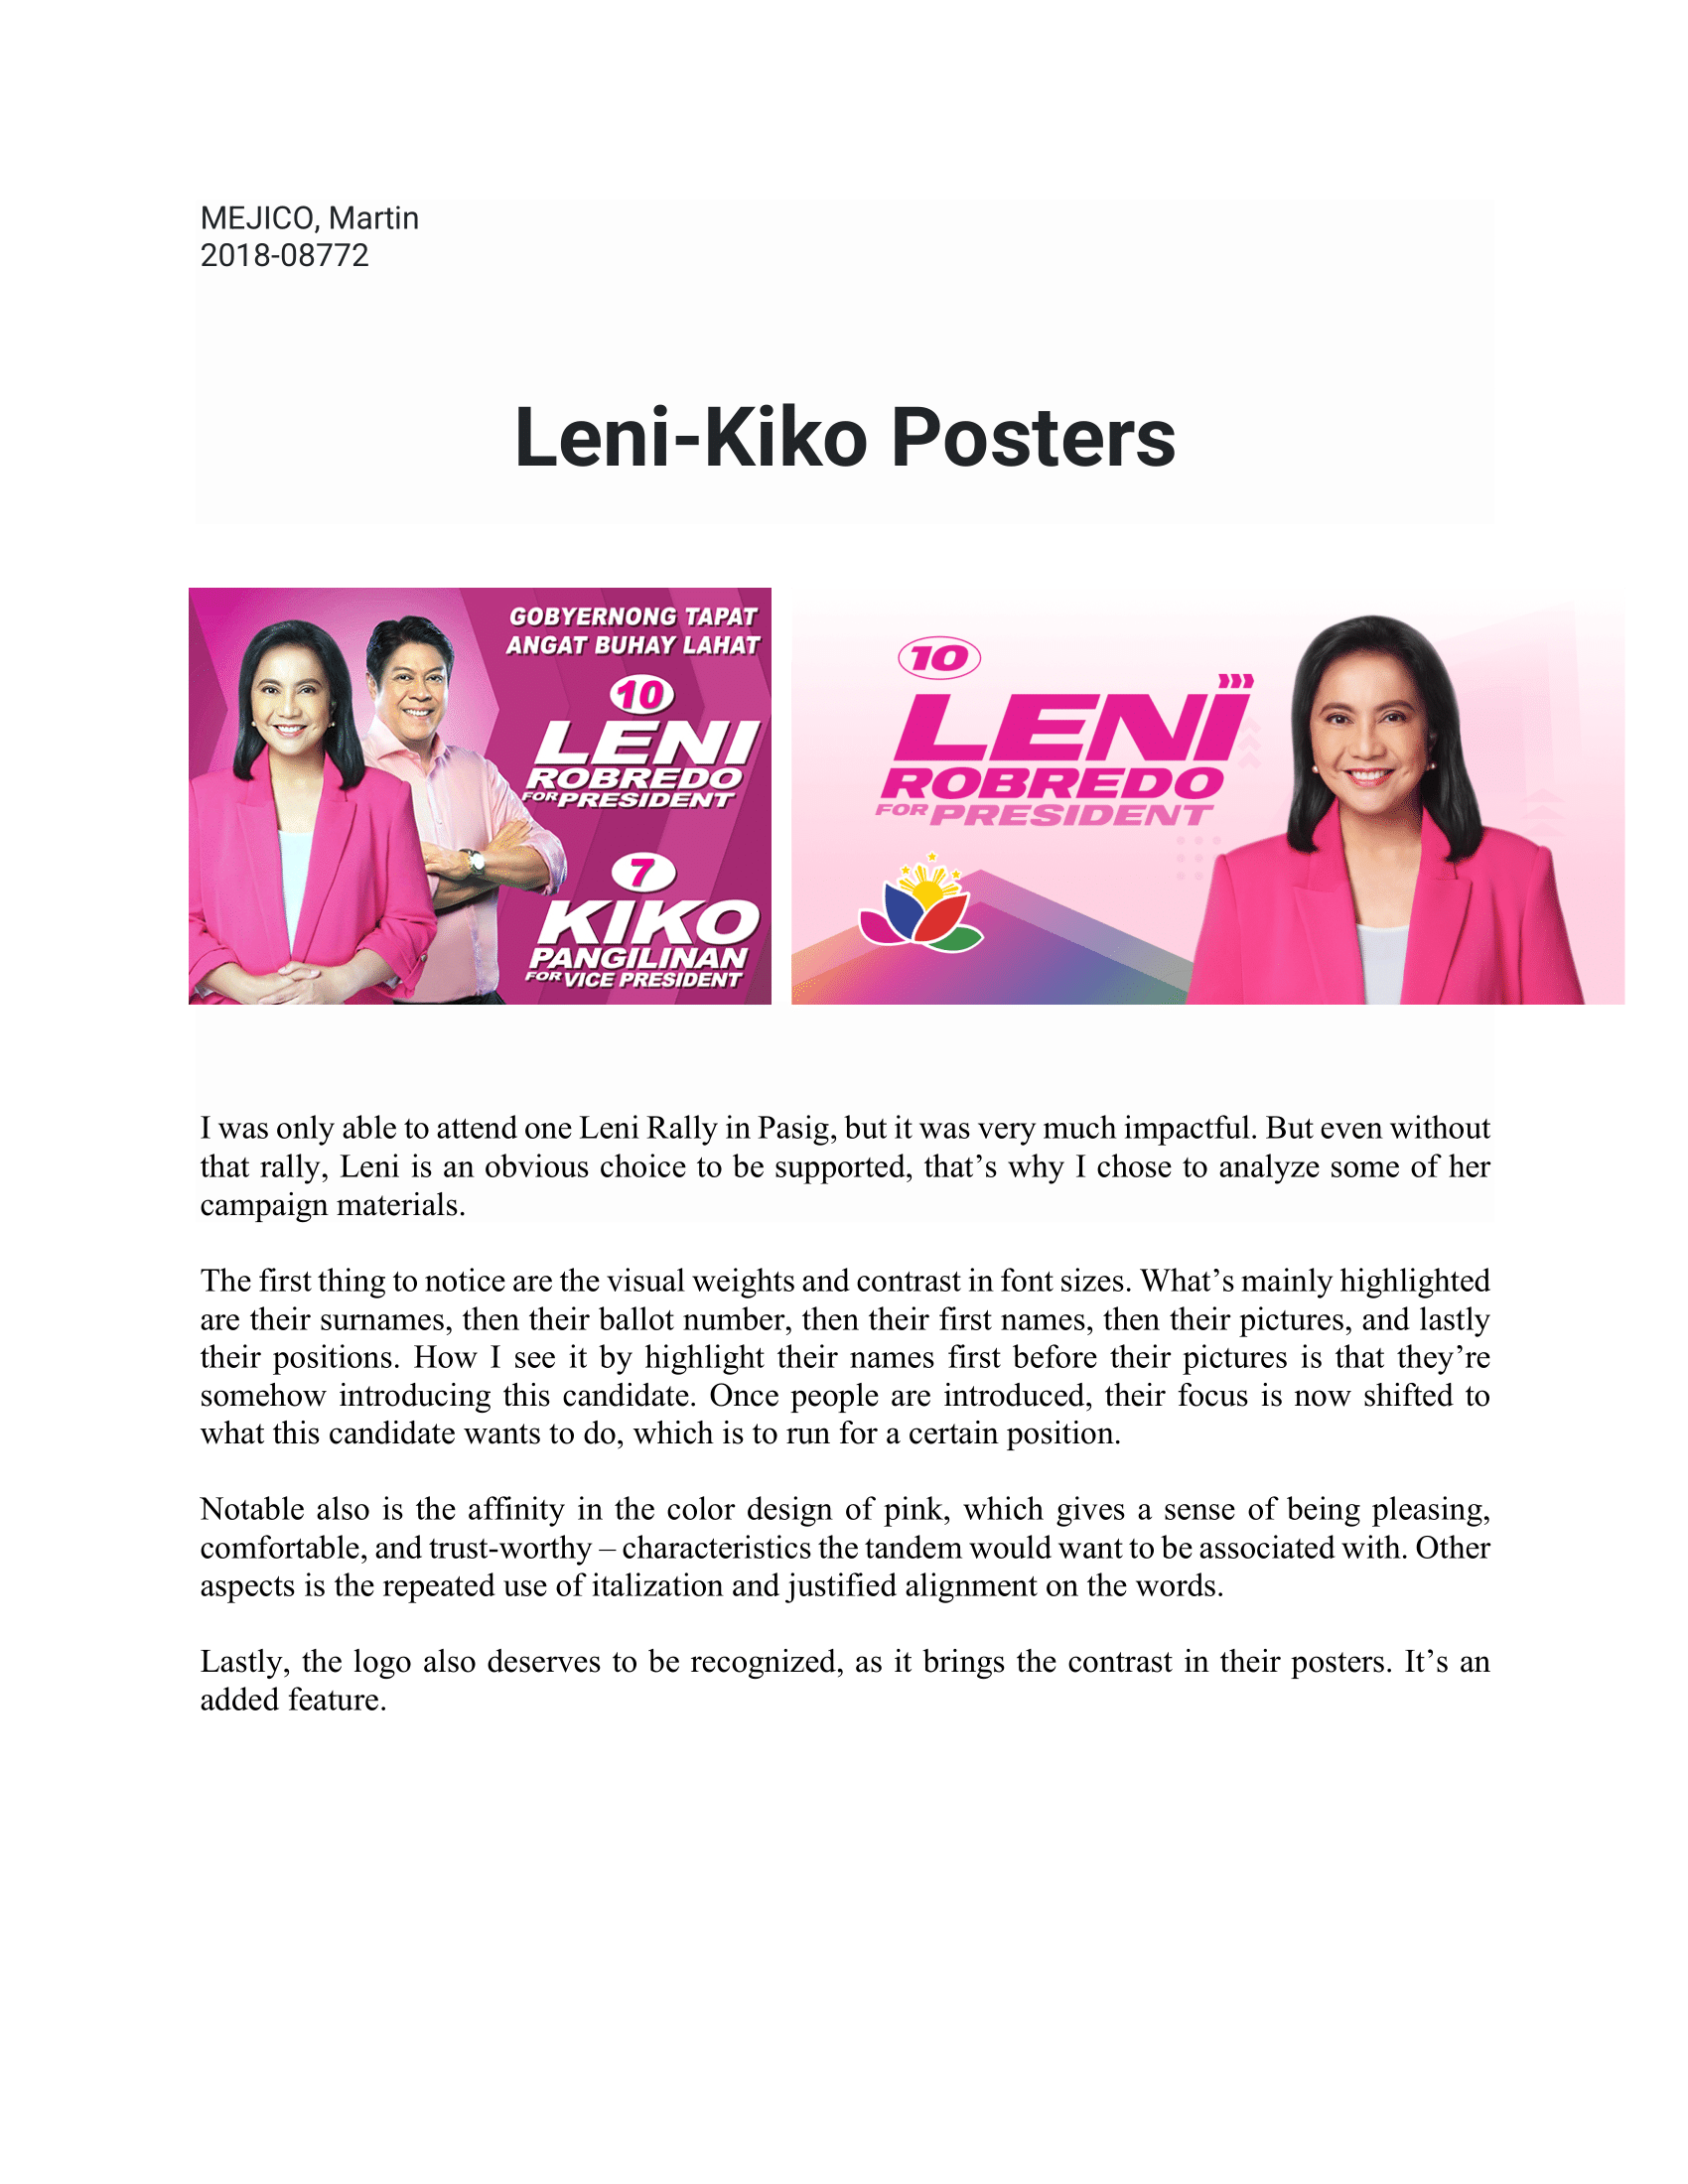 MEJICO, Martin
2018-08772
Leni-Kiko Posters
GOBYERNONG TAPAT
ANGAT BUHAY LAHAT
10
LENI
ROBREDO
FOR PRESIDENT
7
KIKO
PANGILINAN
FOR VICE PRESIDENT
10
LENI
ROBREDO
FOR PRESIDENT
I was only able to attend one Leni Rally in Pasig, but it was very much impactful. But even without
that rally, Leni is an obvious choice to be supported, that’s why I chose to analyze some of her
campaign materials.
The first thing to notice are the visual weights and contrast in font sizes. What’s mainly highlighted
are their surnames, then their ballot number, then their first names, then their pictures, and lastly
their positions. How I see it by highlight their names first before their pictures is that they’re
somehow introducing this candidate. Once people are introduced, their focus is now shifted to
what this candidate wants to do, which is to run for a certain position.
Notable also is the affinity in the color design of pink, which gives a sense of being pleasing,
comfortable, and trust-worthy – characteristics the tandem would want to be associated with. Other
aspects is the repeated use of italization and justified alignment on the words.
Lastly, the logo also deserves to be recognized, as it brings the contrast in their posters. It’s an
added feature.